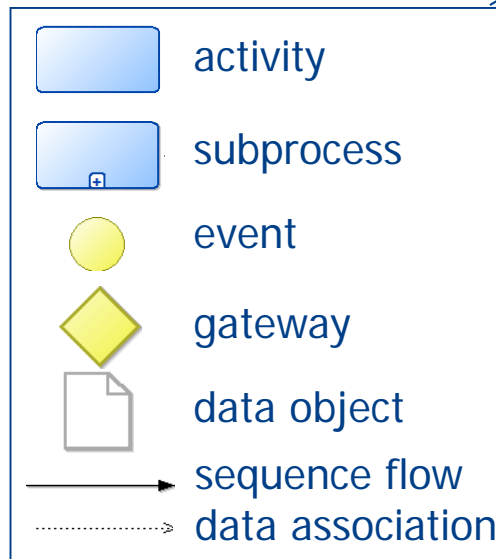 activity
subprocess
event
gateway
data object
sequence flow
data association